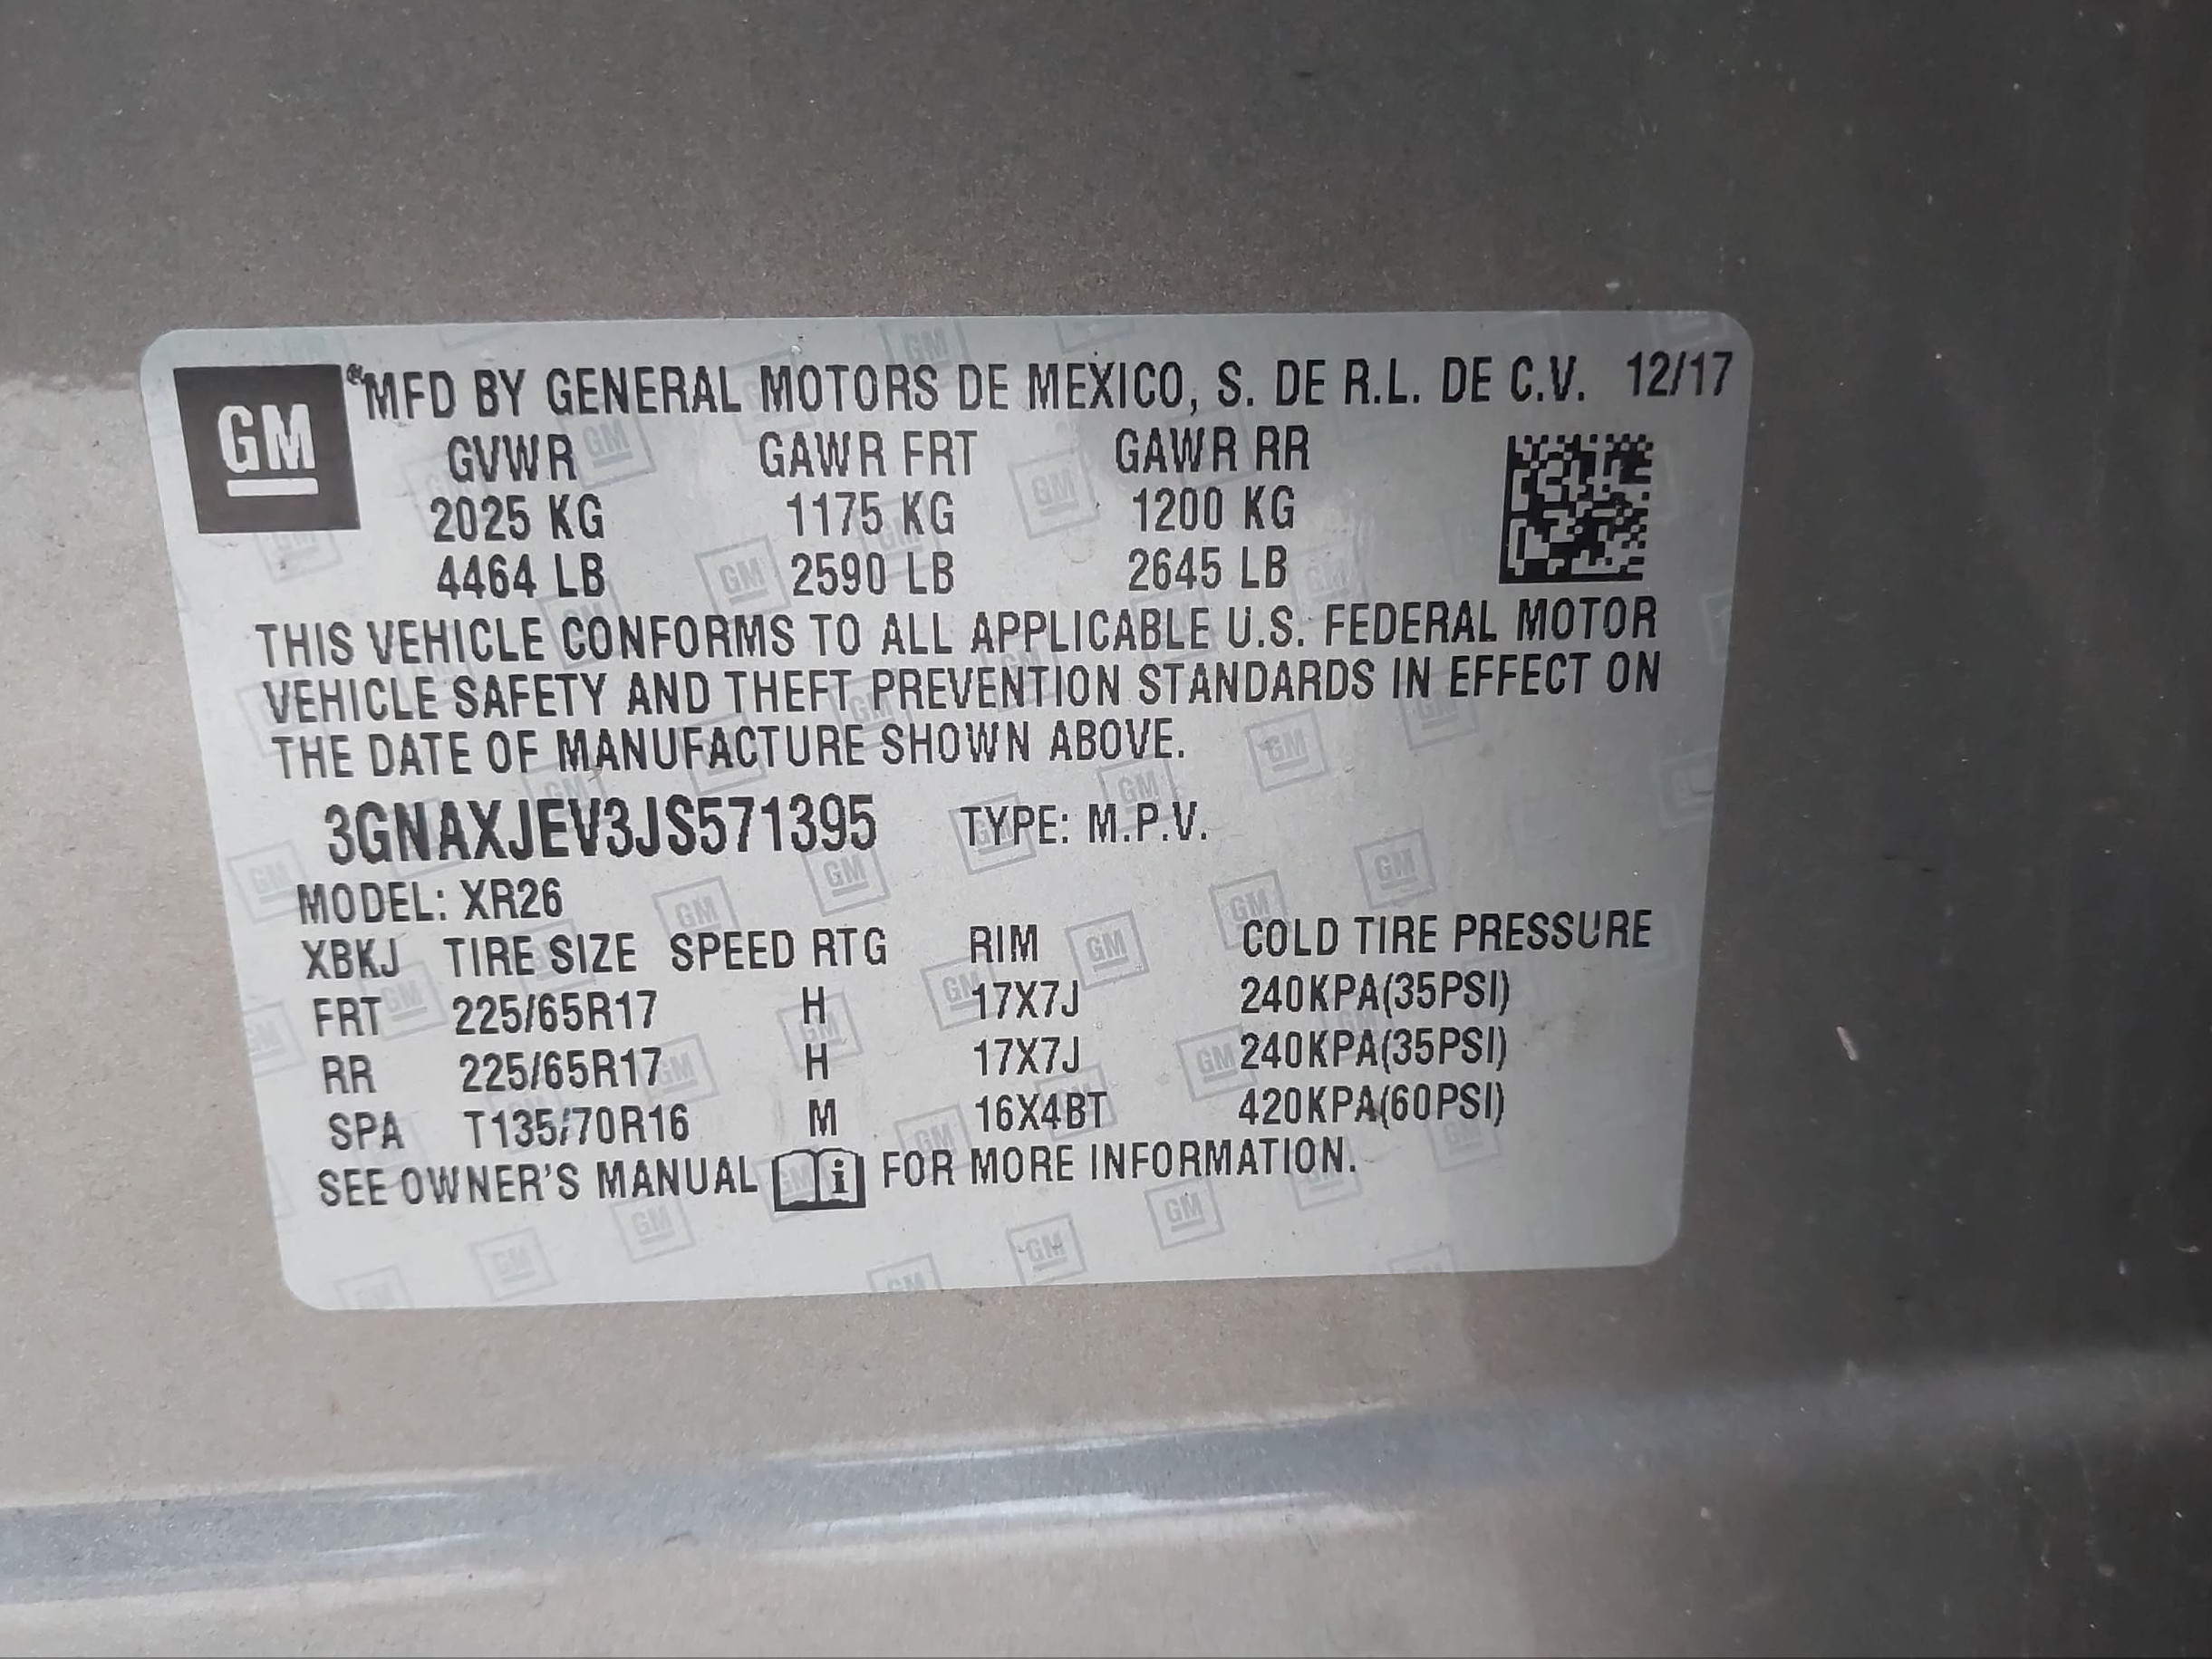 GM ® MFD BY GENERAL MOTORS DE MEXICO, S. DE R.L. DE C.V. 12/17
GVWR GAWR FRT GAWR RR
2025 KG 1175 KG 1200 KG
4464 LB 2590 LB 2645 LB
THIS VEHICLE CONFORMS TO ALL APPLICABLE U.S. FEDERAL MOTOR
VEHICLE SAFETY AND THEFT PREVENTION STANDARDS IN EFFECT ON
THE DATE OF MANUFACTURE SHOWN ABOVE.
3GNAXJEV3JS571395 TYPE: M.P.V.
MODEL: XR26
XBKJ TIRE SIZE SPEED RTG RIM COLD TIRE PRESSURE
FRT 225/65R17 H 17X7J 240KPA(35PSI)
RR 225/65R17 H 17X7J 240KPA(35PSI)
SPA T135/70R16 M 16X4BT 420KPA(60PSI)
SEE OWNER'S MANUAL i FOR MORE INFORMATION.